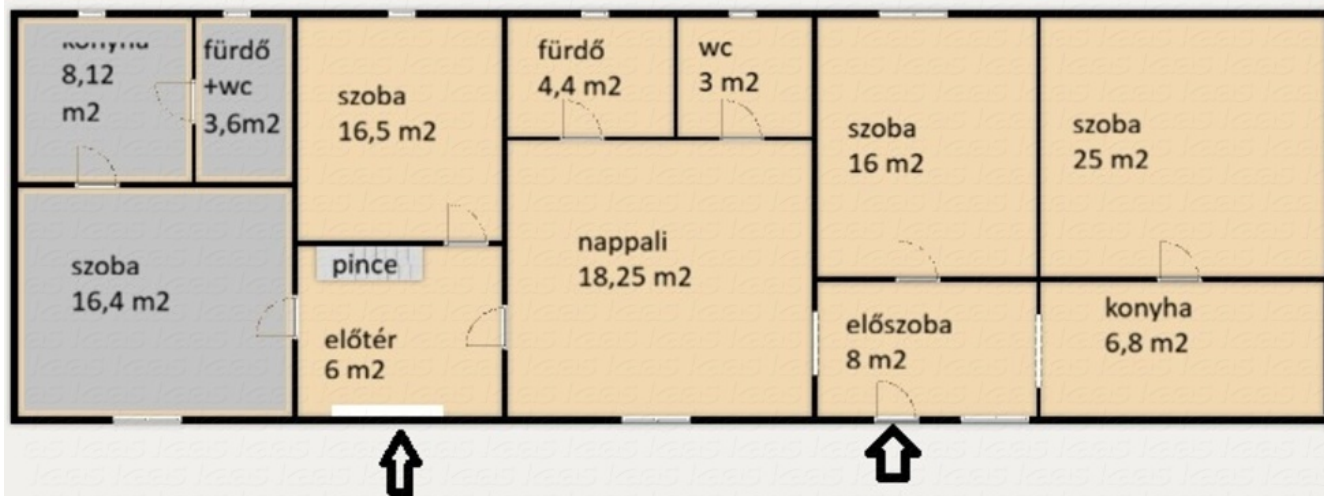 konyha
8,12
m2
fürdő
+wc
3,6m2
szoba
16,5 m2
fürdő
4,4 m2
wc
3 m2
szoba
16 m2
szoba
25 m2
szoba
16,4 m2
pince
előtér
6 m2
nappali
18,25 m2
előszoba
8 m2
konyha
6,8 m2